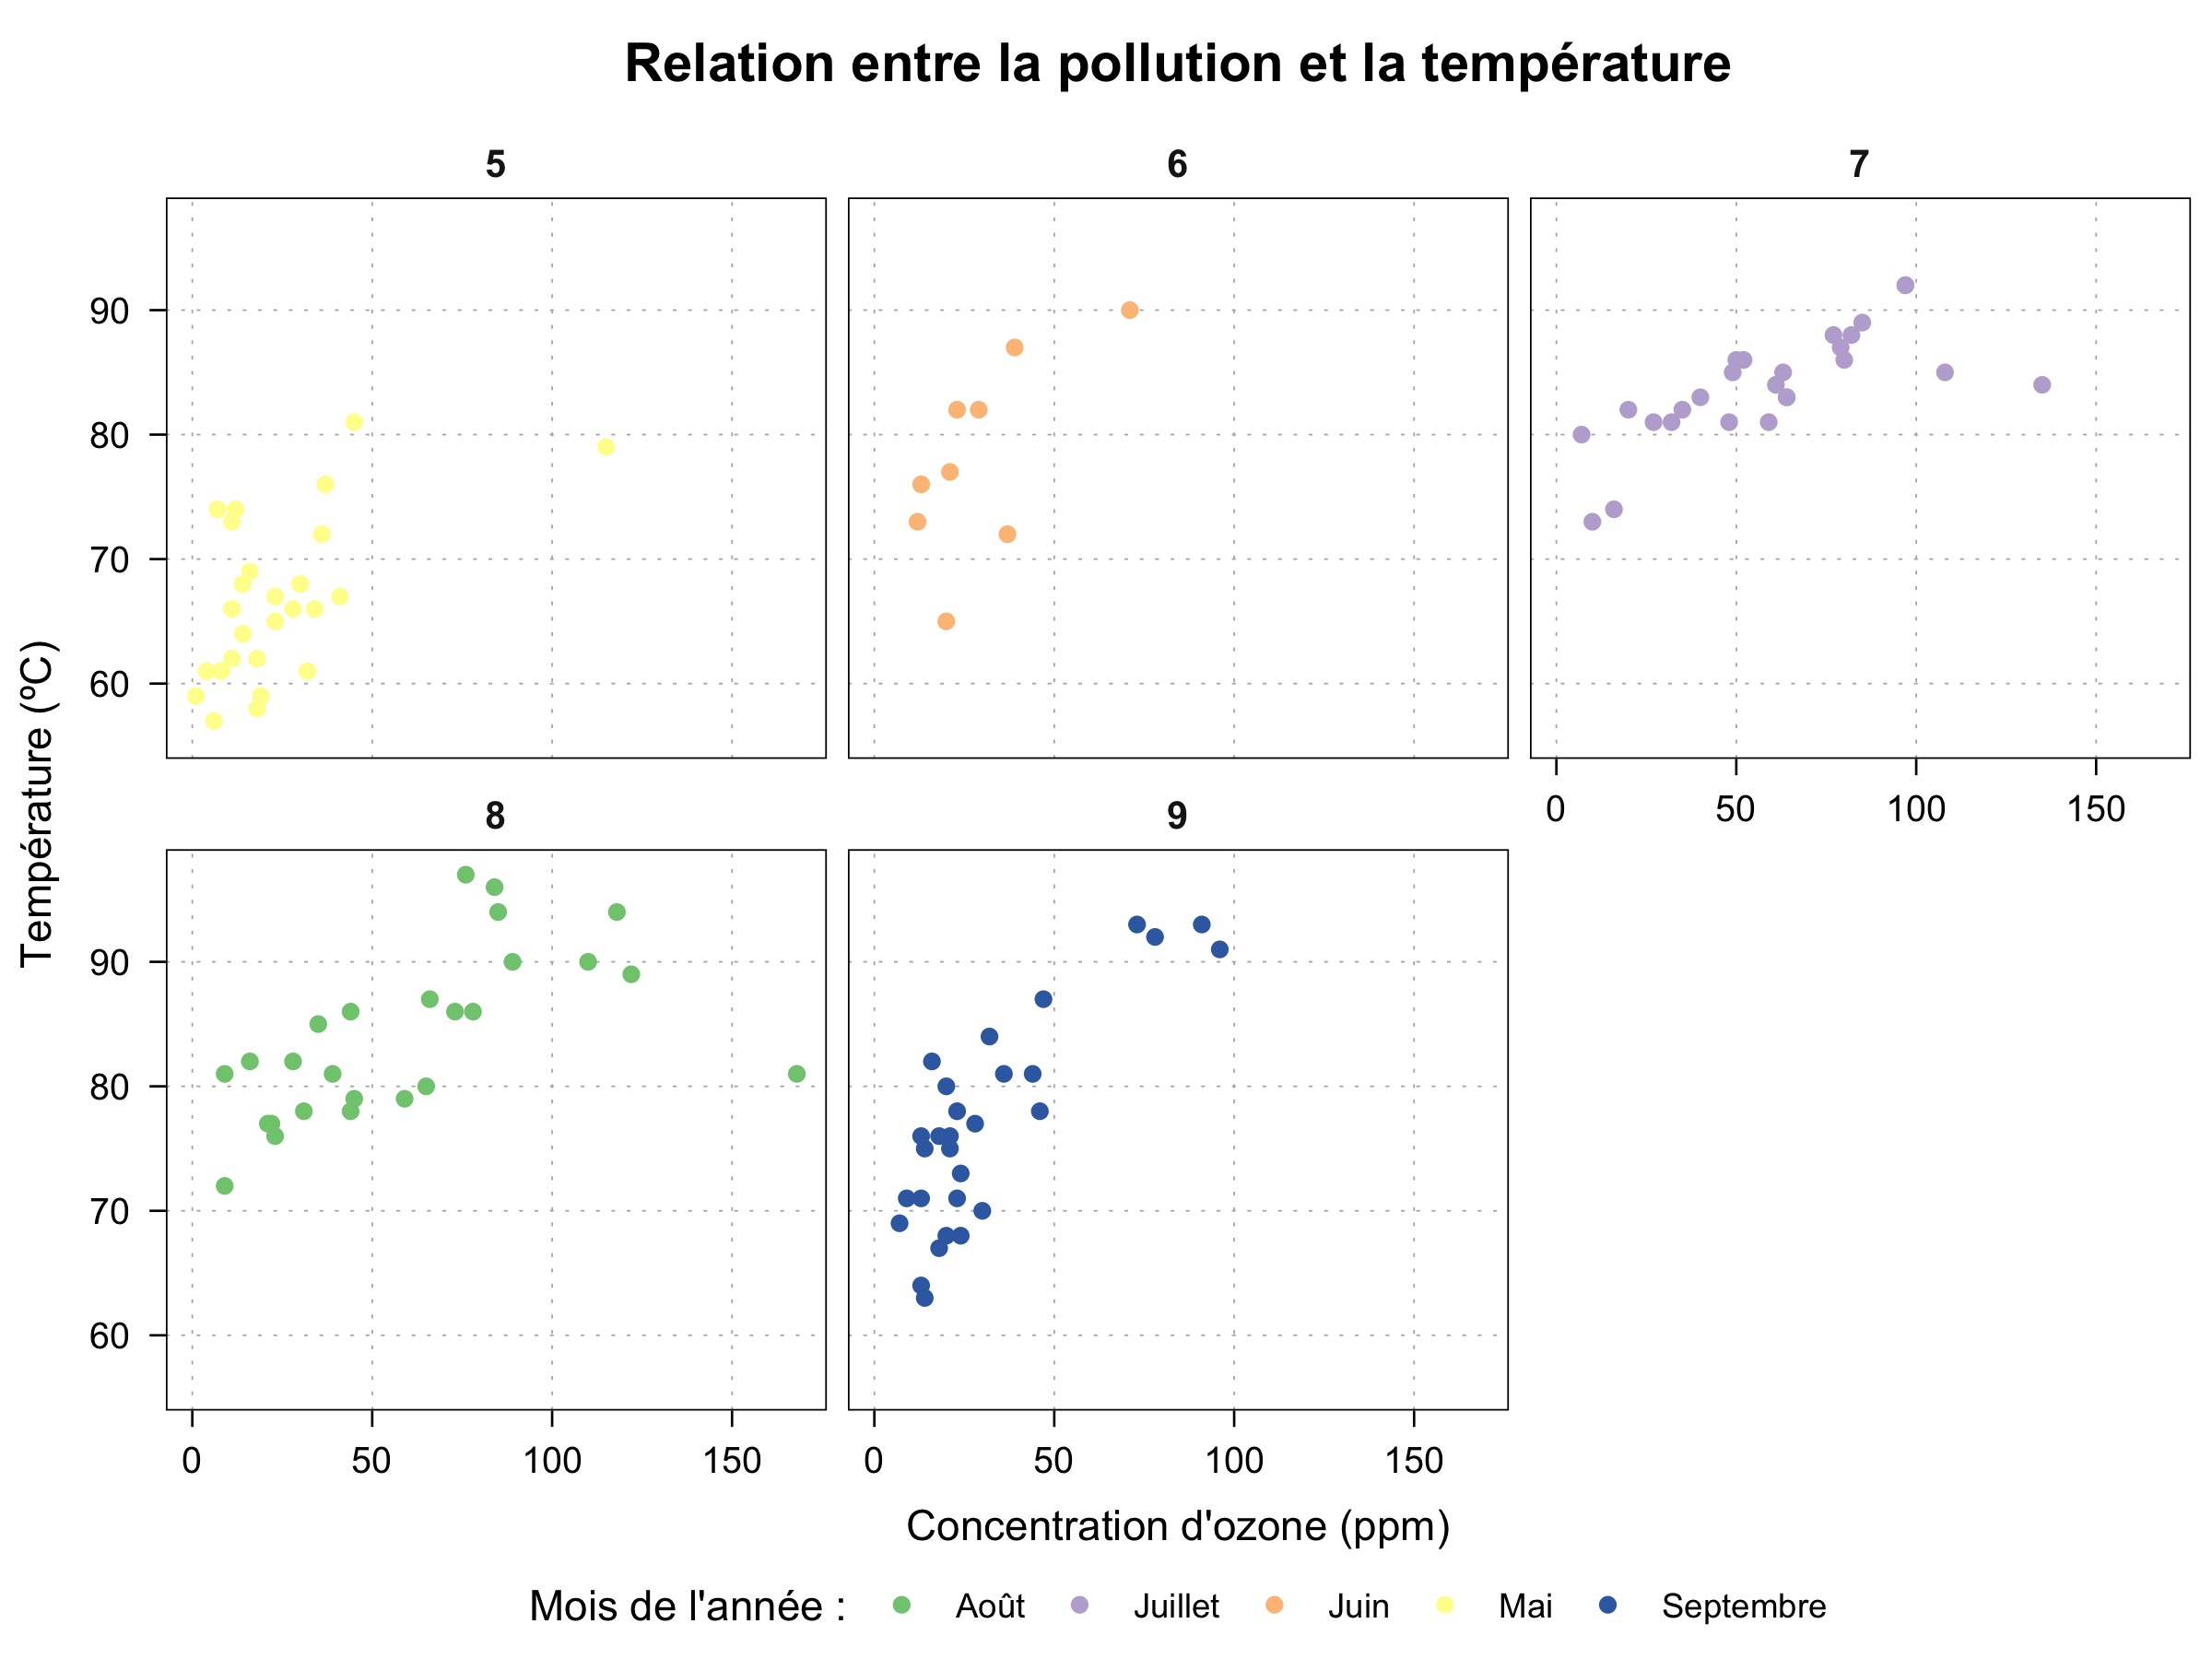 Relation entre la pollution et la température
5 6 7
90
80
70
60
0 50 100 150
8 9
90
80
70
60
0 50 100 150 0 50 100 150
Température (ºC)
Concentration d'ozone (ppm)
Mois de l'année : Août Juillet Juin Mai Septembre